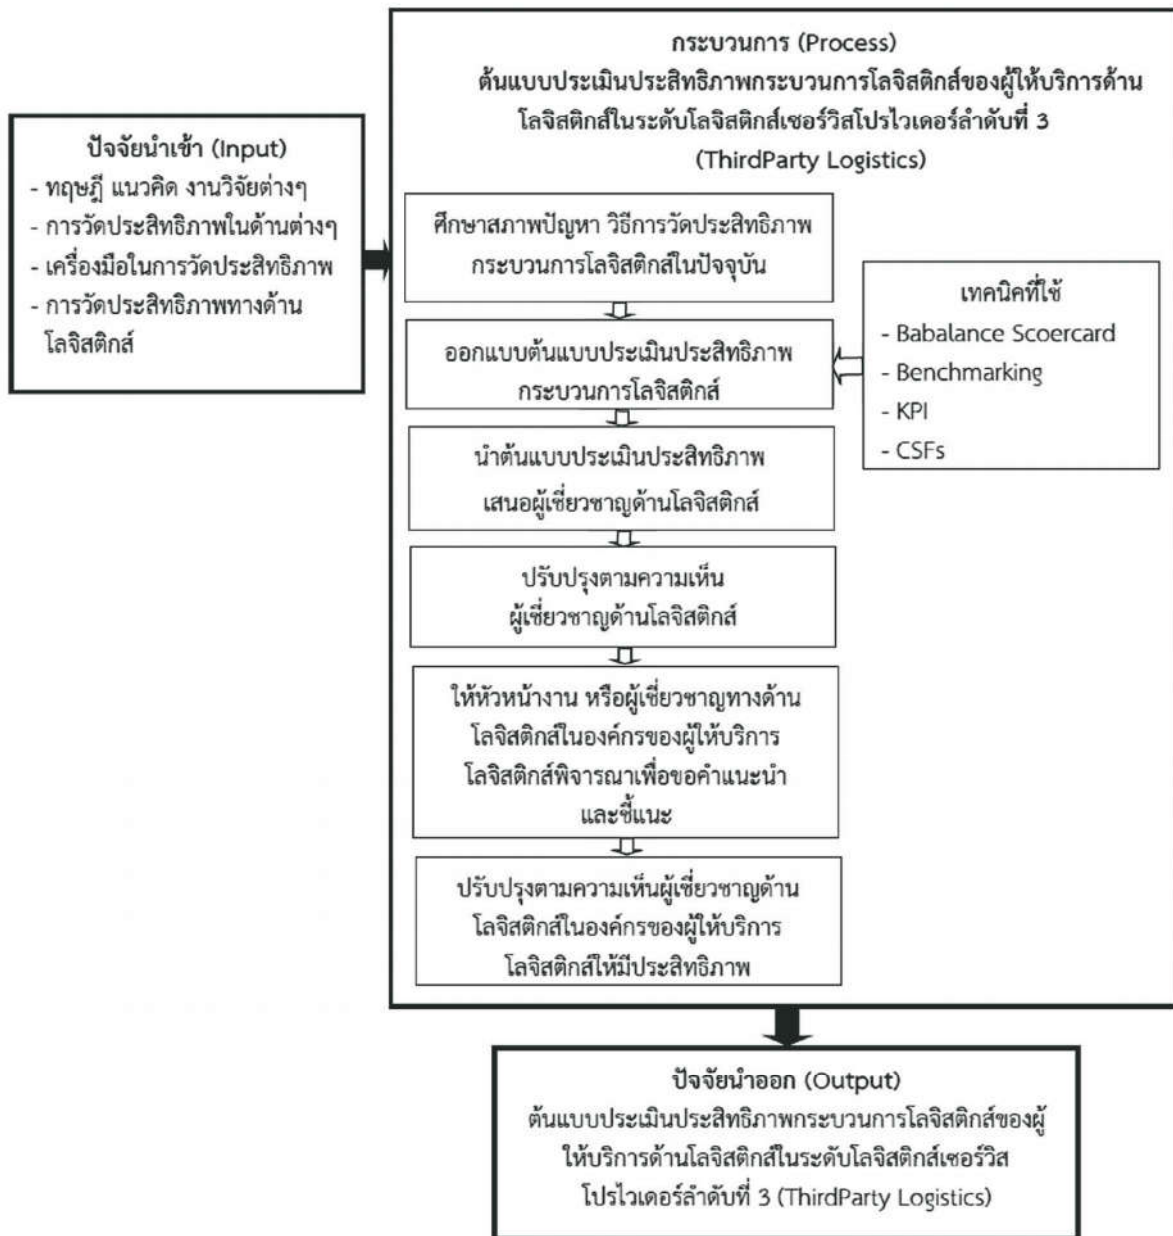 กระบวนการ (Process)
ต้นแบบประเมินประสิทธิภาพกระบวนการโลจิสติกส์ของผู้ให้บริการด้าน
โลจิสติกส์ในระดับโลจิสติกส์เซอร์วิสโปรไวเดอร์ลำดับที่ 3
(ThirdParty Logistics)
ปัจจัยนำเข้า (Input)
- ทฤษฎี แนวคิด งานวิจัยต่างๆ
- การวัดประสิทธิภาพในด้านต่างๆ
- เครื่องมือในการวัดประสิทธิภาพ
- การวัดประสิทธิภาพทางด้าน
โลจิสติกส์
ศึกษาสภาพปัญหา วิธีการวัดประสิทธิภาพ
กระบวนการโลจิสติกส์ในปัจจุบัน
ออกแบบต้นแบบประเมินประสิทธิภาพ
กระบวนการโลจิสติกส์
เทคนิคที่ใช้
- Babalance Scoercard
- Benchmarking
- KPI
- CSFs
นำต้นแบบประเมินประสิทธิภาพ
เสนอผู้เชี่ยวชาญด้านโลจิสติกส์
ปรับปรุงตามความเห็น
ผู้เชี่ยวชาญด้านโลจิสติกส์
ให้หัวหน้างาน หรือผู้เชี่ยวชาญทางด้าน
โลจิสติกส์ในองค์กรของผู้ให้บริการ
โลจิสติกส์พิจารณาเพื่อขอคำแนะนำ
และชี้แนะ
ปรับปรุงตามความเห็นผู้เชี่ยวชาญด้าน
โลจิสติกส์ในองค์กรของผู้ให้บริการ
โลจิสติกส์ให้มีประสิทธิภาพ
ปัจจัยนำออก (Output)
ต้นแบบประเมินประสิทธิภาพกระบวนการโลจิสติกส์ของผู้
ให้บริการด้านโลจิสติกส์ในระดับโลจิสติกส์เซอร์วิส
โปรไวเดอร์ลำดับที่ 3 (ThirdParty Logistics)